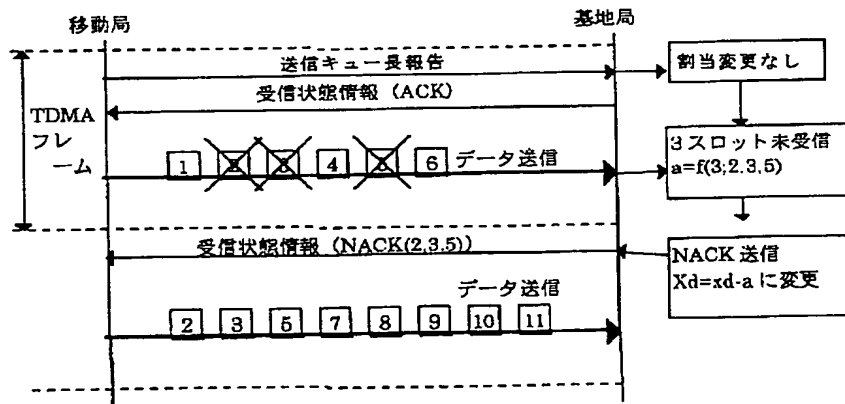 移動局
基地局
送信キュー長報告
割当変更なし
受信状態情報（ACK）
TDMA
フレ
ーム
1 2 3 4 5 6 データ送信
3スロット未受信
a=f(3;2.3,5)
受信状態情報（NACK(2,3.5)）
NACK 送信
Xd=xd-a に変更
データ送信
2 3 5 7 8 9 10 11